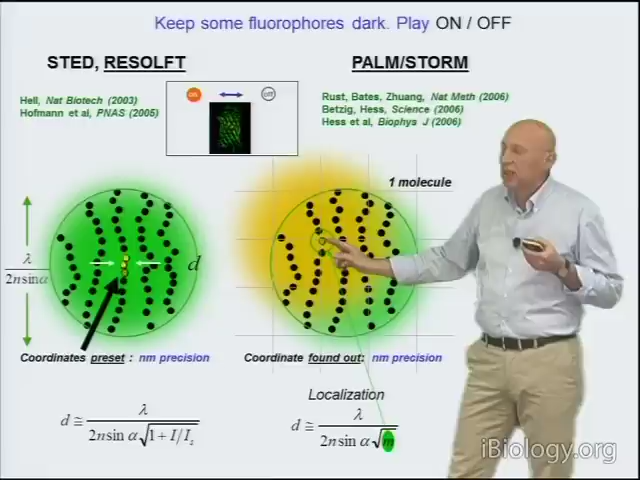 Keep some fluorophores dark. Play ON / OFF
STED, RESOLFT
PALM/STORM
Hell, Nat Biotech (2003)
Hofmann et al, PNAS (2005)
ON
OFF
Rust, Bates, Zhuang, Nat Meth (2006)
Betzig, Hess, Science (2006)
Hess et al, Biophys J (2006)
1 molecule
λ
2n sinα
d
Coordinates preset : nm precision
Coordinate found out: nm precision
d ≅ λ / 2n sin α √1 + I/Is
Localization
d ≅ λ / 2n sin α √m
iBiology.org